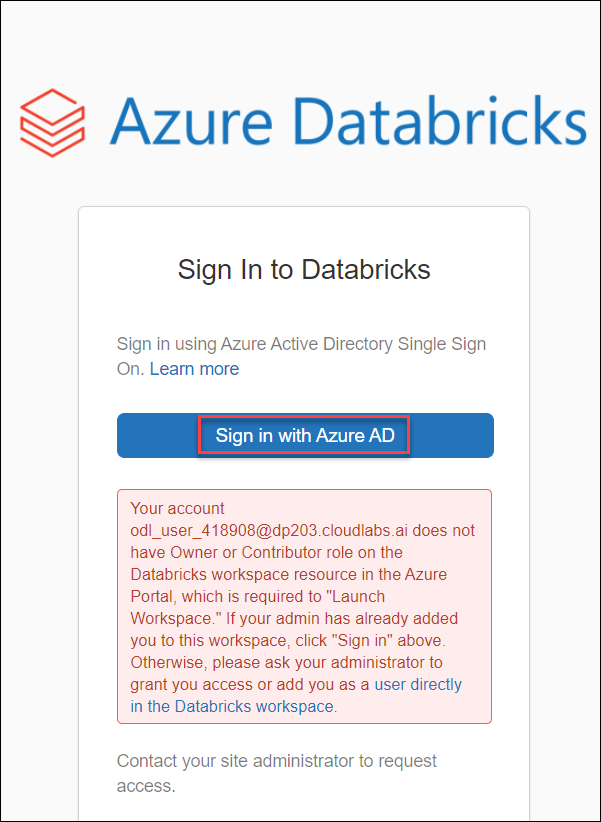 Azure Databricks
Sign In to Databricks
Sign in using Azure Active Directory Single Sign
On. Learn more
Sign in with Azure AD
Your account
odl_user_418908@dp203.cloudlabs.ai does not
have Owner or Contributor role on the
Databricks workspace resource in the Azure
Portal, which is required to "Launch
Workspace." If your admin has already added
you to this workspace, click "Sign in" above.
Otherwise, please ask your administrator to
grant you access or add you as a user directly
in the Databricks workspace.
Contact your site administrator to request
access.